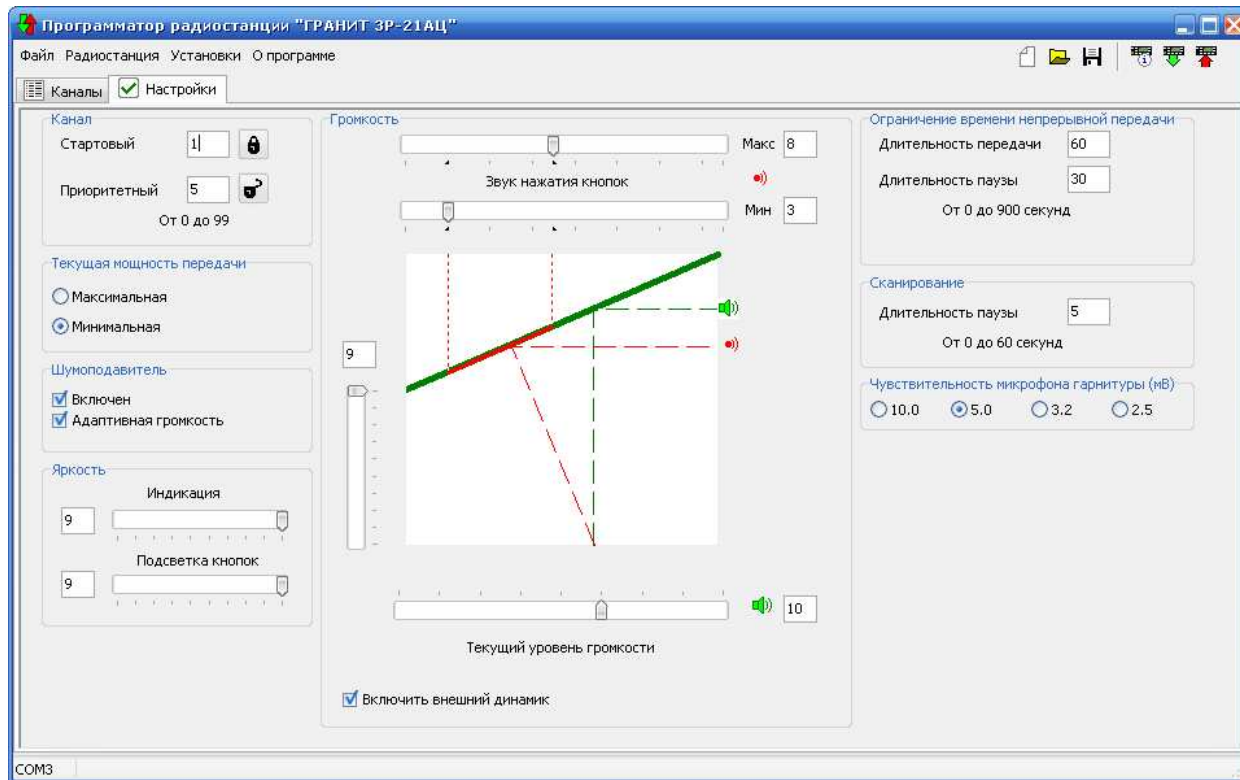 Программатор радиостанции "ГРАНИТ 3Р-21АЦ"
Файл Радиостанция Установки О программе
Каналы Настройки
Канал
Стартовый 1
Приоритетный 5
От 0 до 99
Текущая мощность передачи
Максимальная
Минимальная
Шумоподавитель
Включен
Адаптивная громкость
Яркость
Индикация
9
Подсветка кнопок
9
Громкость
Макс 8
Звук нажатия кнопок
Мин 3
9
10
Текущий уровень громкости
Включить внешний динамик
Ограничение времени непрерывной передачи
Длительность передачи 60
Длительность паузы 30
От 0 до 900 секунд
Сканирование
Длительность паузы 5
От 0 до 60 секунд
Чувствительность микрофона гарнитуры (мВ)
10.0 5.0 3.2 2.5
COM3